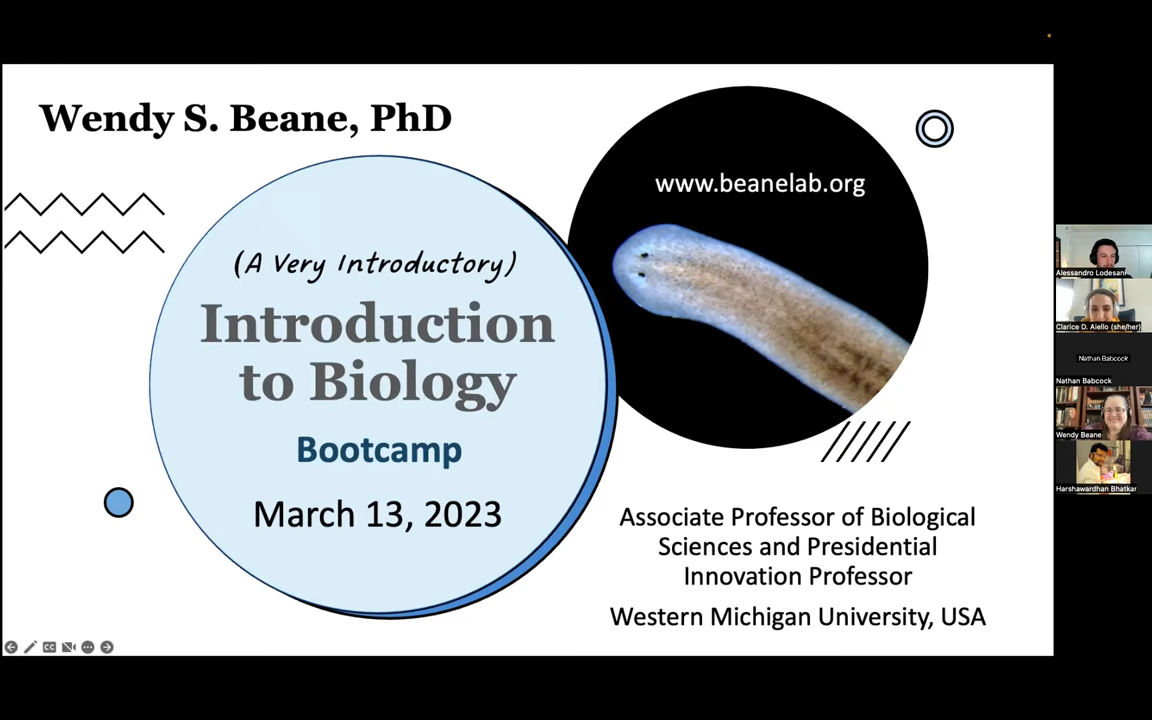 Wendy S. Beane, PhD
www.beanelab.org
(A Very Introductory)
Introduction
to Biology
Bootcamp
March 13, 2023
Associate Professor of Biological
Sciences and Presidential
Innovation Professor
Western Michigan University, USA
Alessandro Lodesani
Clarice D. Aiello (she/her)
Nathan Babcock
Nathan Babcock
Wendy Beane
Harshawardhan Bhatkar
CC